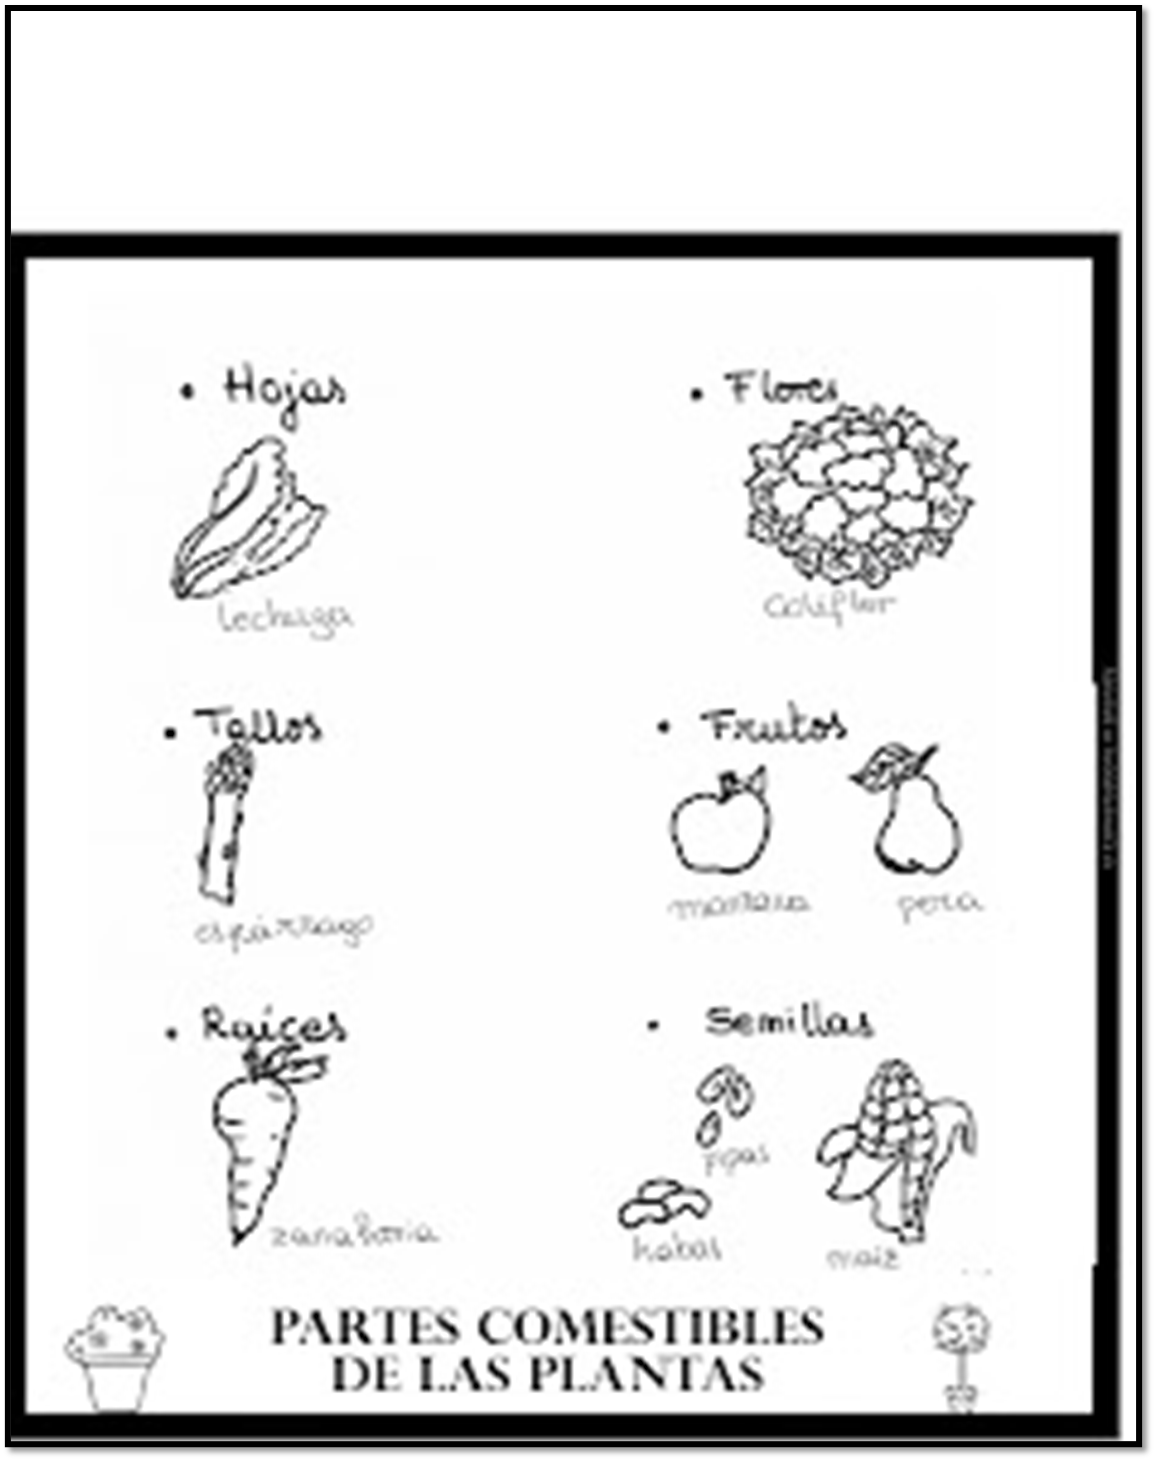 • Hojas
• Flores
lechuga
Coliflor
• Tallos
• Frutos
espárrago
manzana
pera
• Raíces
• Semillas
pipas
zanahoria
habas
maiz
PARTES COMESTIBLES
DE LAS PLANTAS